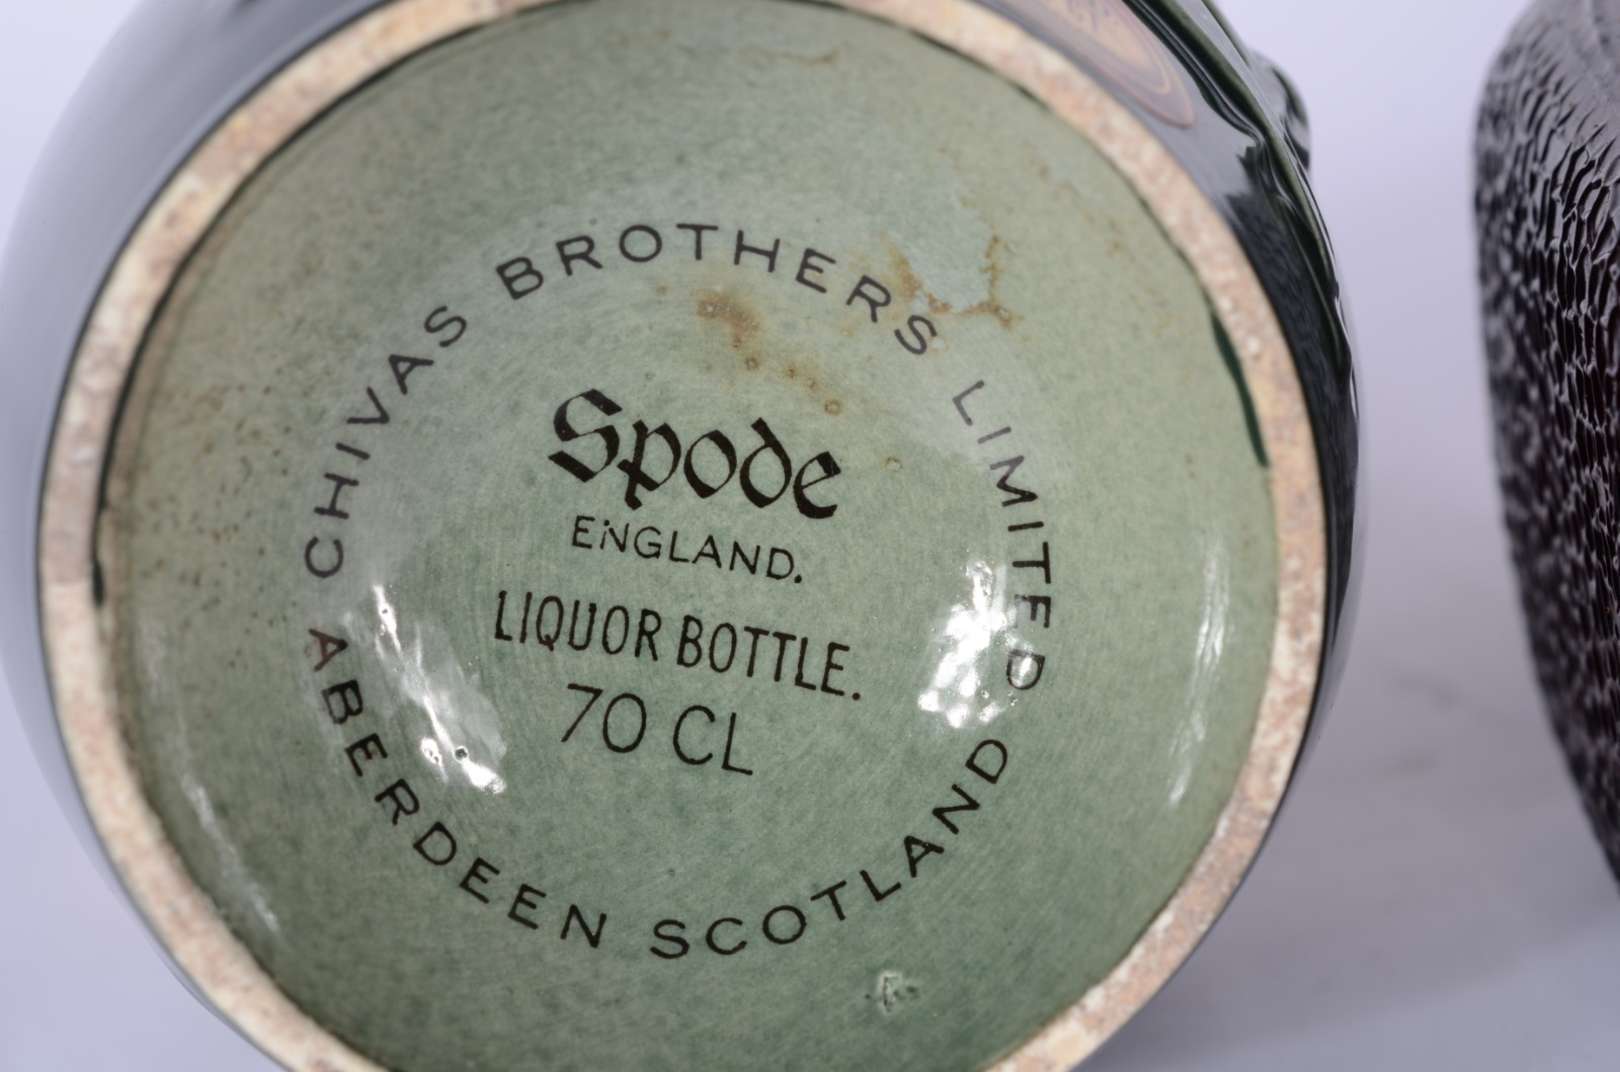 CHIVAS BROTHERS LIMITED
Spode
ENGLAND.
LIQUOR BOTTLE.
70 CL
ABERDEEN SCOTLAND